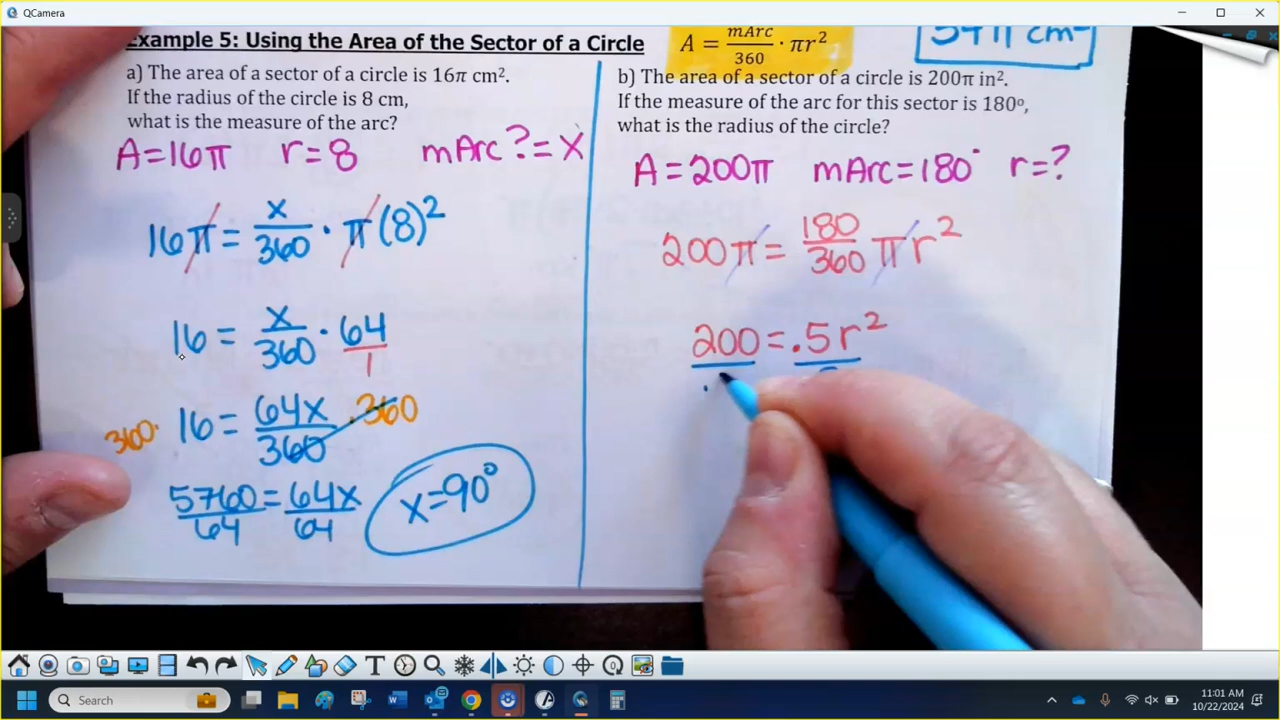 QCamera
Example 5: Using the Area of the Sector of a Circle
A = mArc/360 · πr²
54π cm²
a) The area of a sector of a circle is 16π cm².
If the radius of the circle is 8 cm,
what is the measure of the arc?
A=16π r=8 mArc?=x
16π = x/360 · π(8)²
16 = x/360 · 64/1
360· 16 = 64x/360 · 360
5760/64 = 64x/64
x=90°
b) The area of a sector of a circle is 200π in².
If the measure of the arc for this sector is 180°,
what is the radius of the circle?
A=200π mArc=180° r=?
200π = 180/360 πr²
200 = .5r²
Search
11:01 AM
10/22/2024